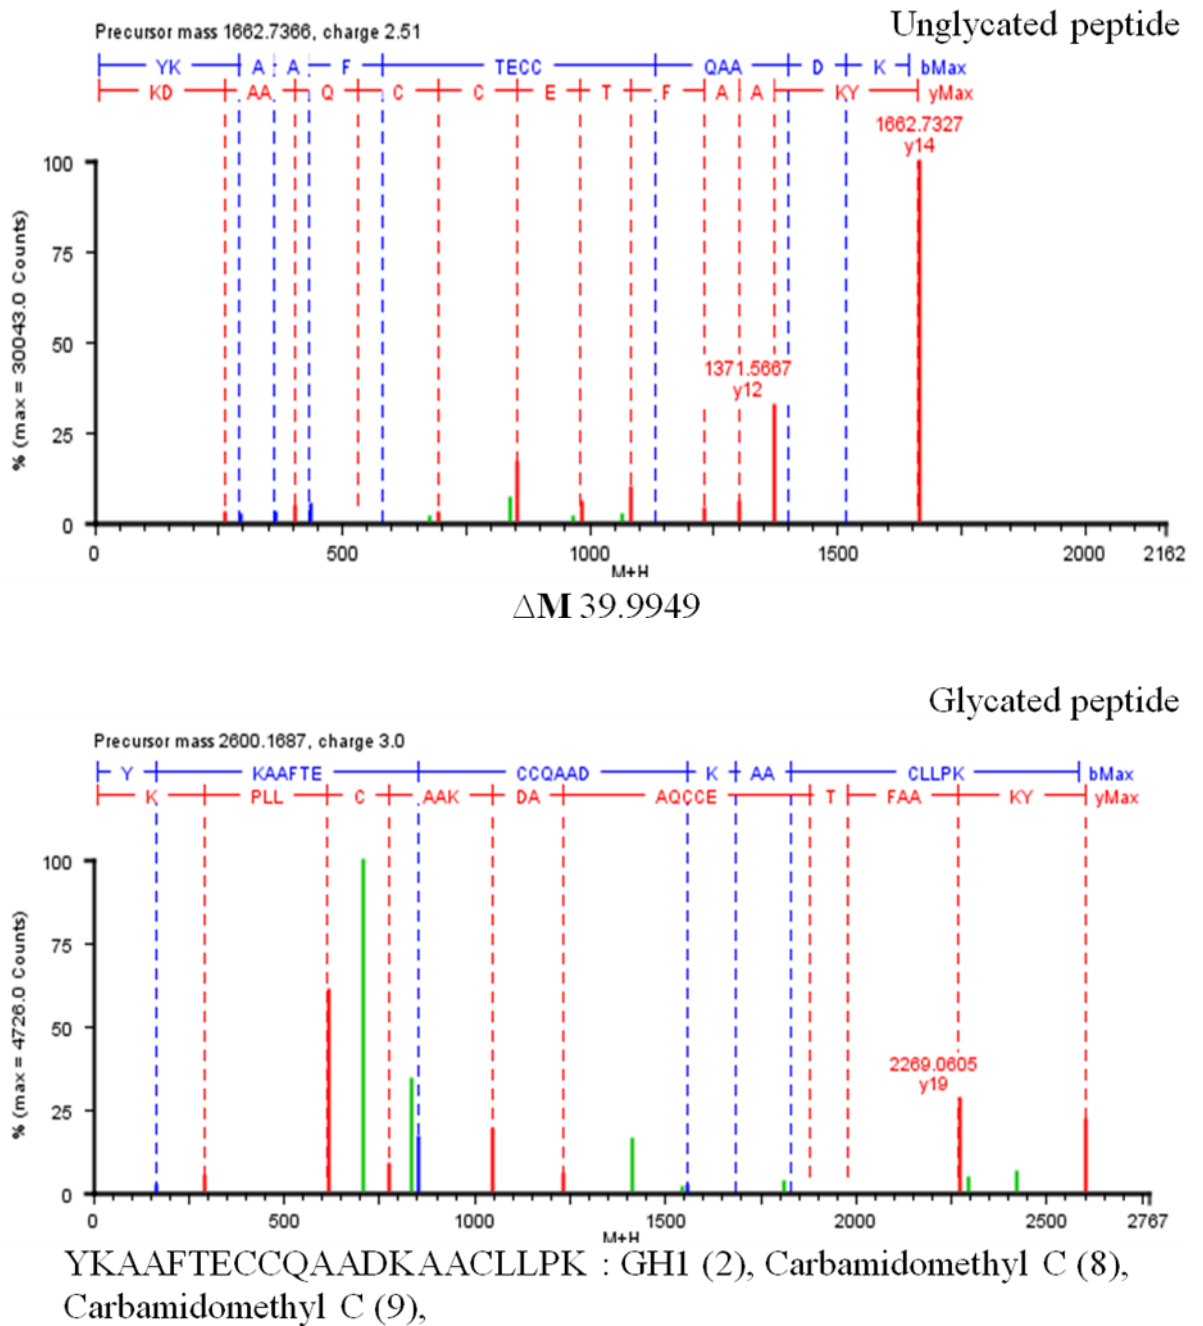 Unglycated peptide
Precursor mass 1662.7366, charge 2.51
YK A A F TECC QAA D K bMax
KD AA Q C C E T F A A KY yMax
1662.7327
y14
100
75
50
25
0
1371.5667
y12
% (max = 30043.0 Counts)
0 500 1000 1500 2000 2162
M+H
ΔM 39.9949
Glycated peptide
Precursor mass 2600.1687, charge 3.0
Y KAAFTE CCQAAD K AA CLLPK bMax
K PLL C AAK DA AQCCE T FAA KY yMax
100
75
50
25
0
2269.0605
y19
% (max = 4726.0 Counts)
0 500 1000 1500 2000 2500 2767
M+H
YKAAFTECCQAADKAACLLPK : GH1 (2), Carbamidomethyl C (8),
Carbamidomethyl C (9),